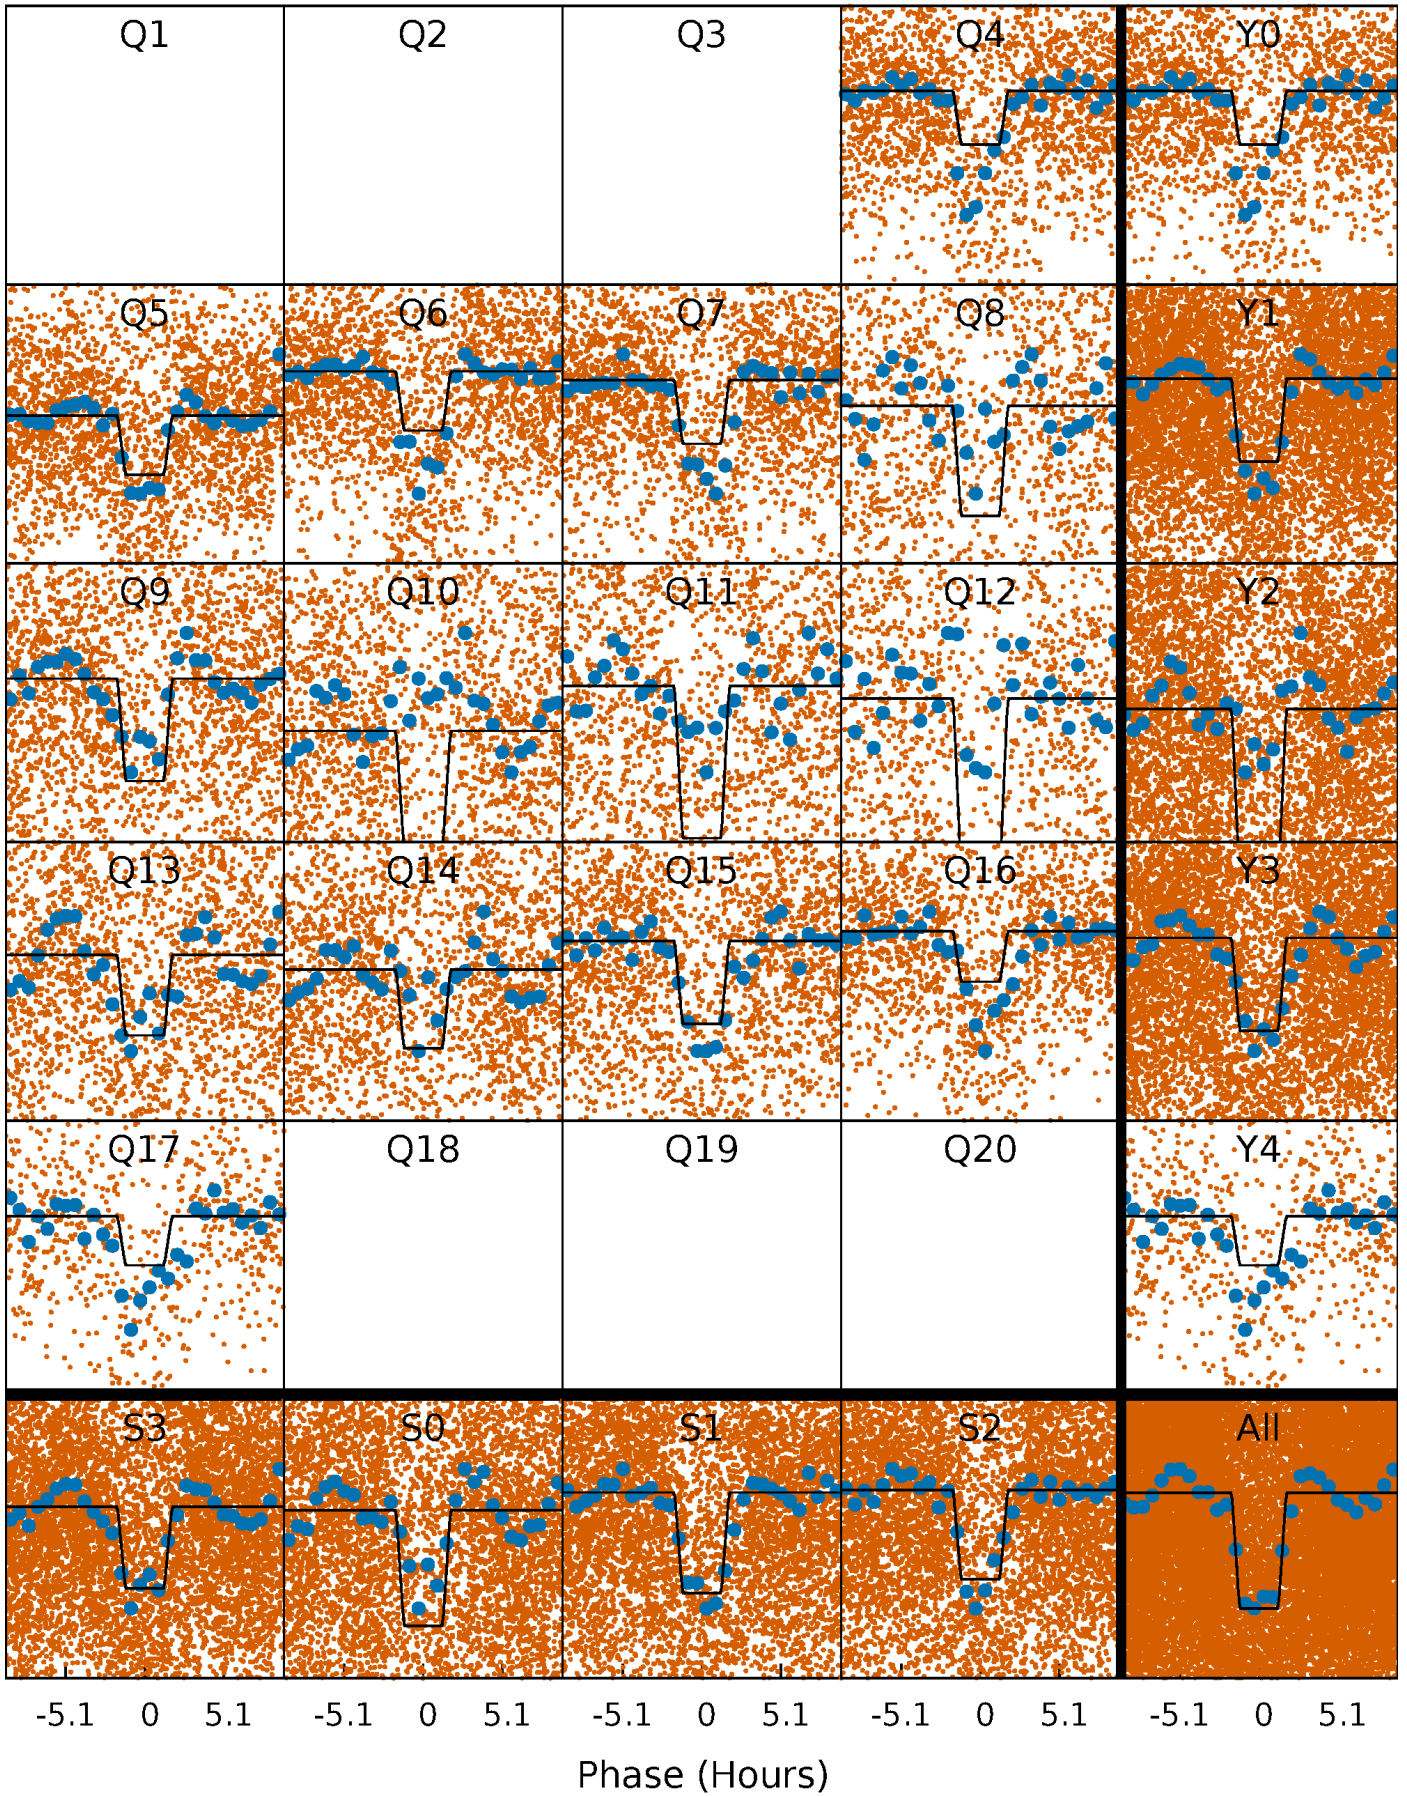 Q1 Q2 Q3 Q4 Y0
Q5 Q6 Q7 Q8 Y1
Q9 Q10 Q11 Q12 Y2
Q13 Q14 Q15 Q16 Y3
Q17 Q18 Q19 Q20 Y4
S3 S0 S1 S2 All
-5.1 0 5.1 -5.1 0 5.1 -5.1 0 5.1 -5.1 0 5.1 -5.1 0 5.1
Phase (Hours)